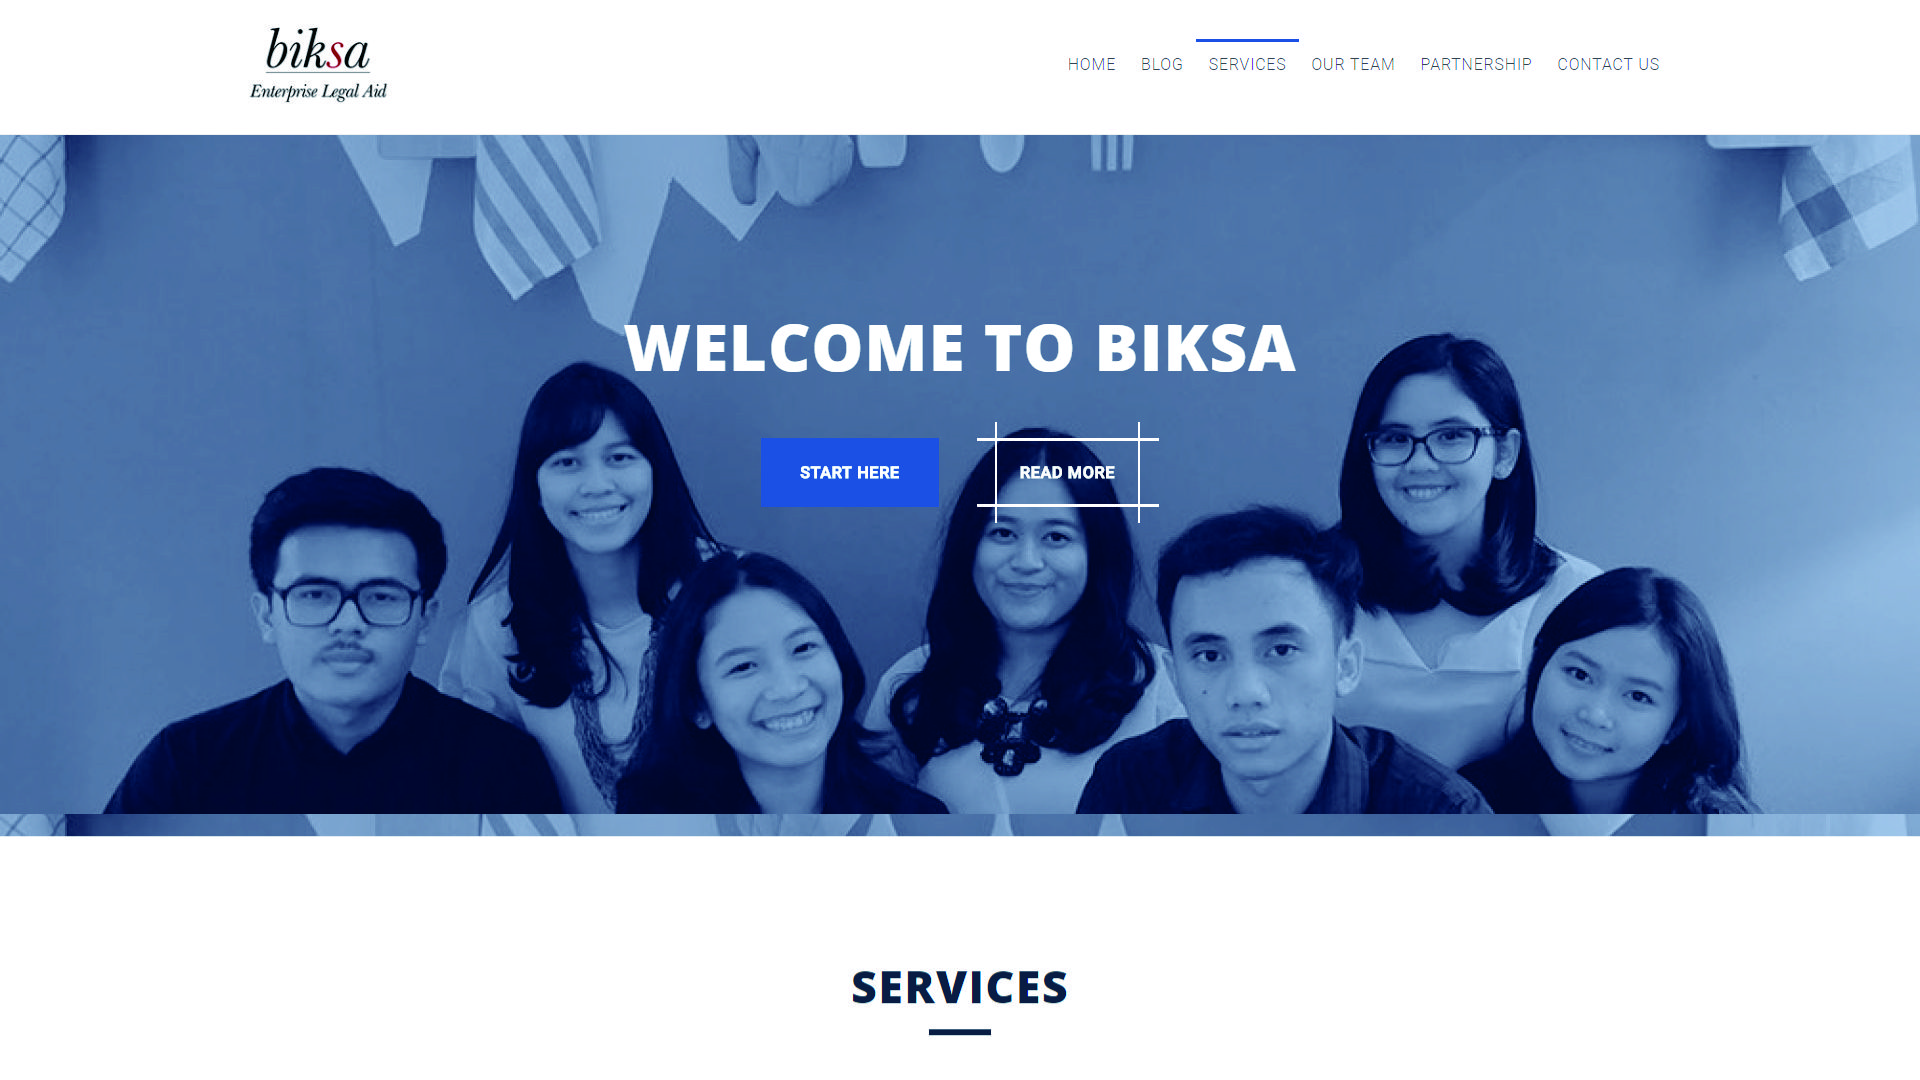 biksa
Enterprise Legal Aid
HOME
BLOG
SERVICES
OUR TEAM
PARTNERSHIP
CONTACT US
WELCOME TO BIKSA
START HERE
READ MORE
SERVICES